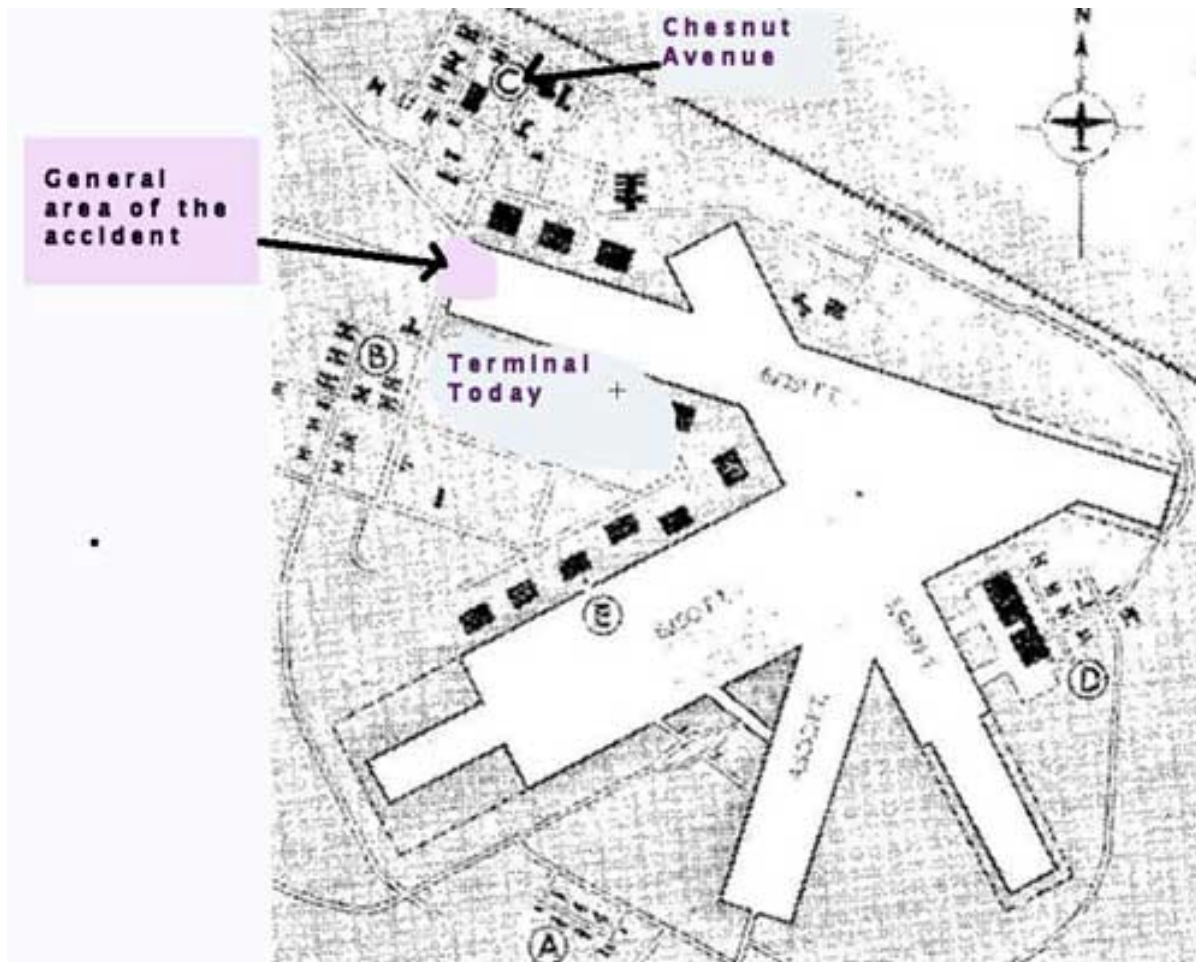 Chesnut
Avenue
N
C
General
area of the
accident
B
Terminal
Today
E
D
A